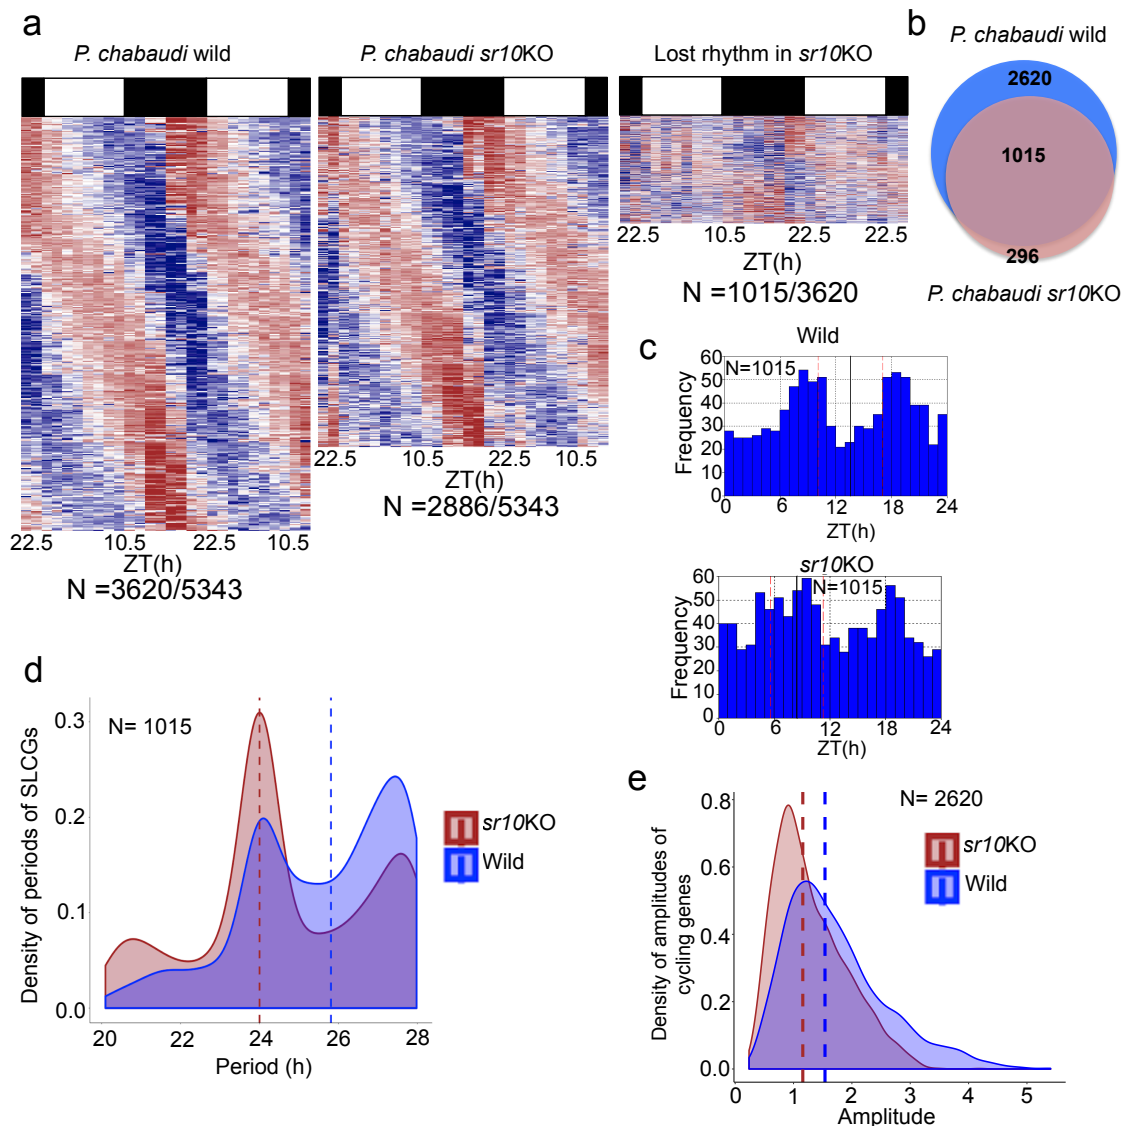 a
P. chabaudi wild
P. chabaudi sr10KO
Lost rhythm in sr10KO
22.5 10.5 22.5 10.5
ZT(h)
N =3620/5343
22.5 10.5 22.5 10.5
ZT(h)
N =2886/5343
22.5 10.5 22.5 22.5
ZT(h)
N =1015/3620
b
P. chabaudi wild
2620
1015
296
P. chabaudi sr10KO
c
Wild
N=1015
Frequency
60
50
40
30
20
10
0
0 6 12 18 24
ZT(h)
sr10KO
N=1015
Frequency
60
50
40
30
20
10
0
0 6 12 18 24
ZT(h)
d
N= 1015
Density of periods of SLCGs
0.3
0.2
0.1
0.0
20 22 24 26 28
Period (h)
sr10KO
Wild
e
N= 2620
Density of amplitudes of
cycling genes
0.8
0.6
0.4
0.2
0.0
0 1 2 3 4 5
Amplitude
sr10KO
Wild